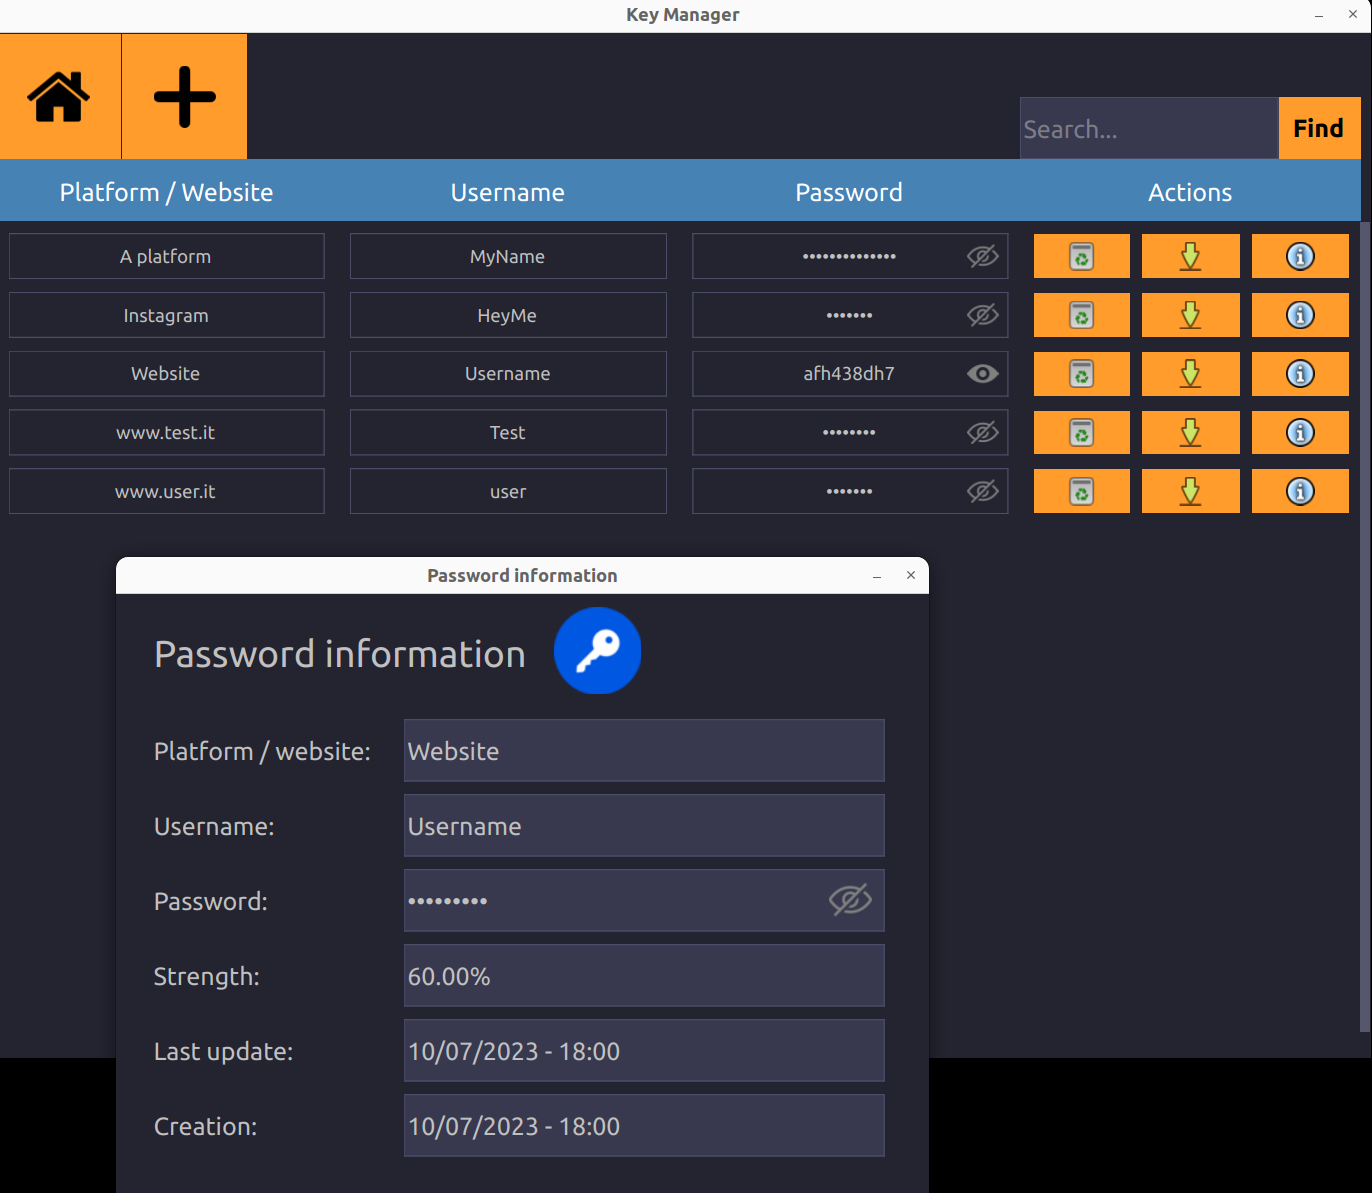 Key Manager
Search...
Find
Platform / Website Username Password Actions
A platform MyName ••••••••••••••
Instagram HeyMe •••••••
Website Username afh438dh7
www.test.it Test ••••••••
www.user.it user •••••••
Password information
Password information
Platform / website: Website
Username: Username
Password: •••••••••
Strength: 60.00%
Last update: 10/07/2023 - 18:00
Creation: 10/07/2023 - 18:00